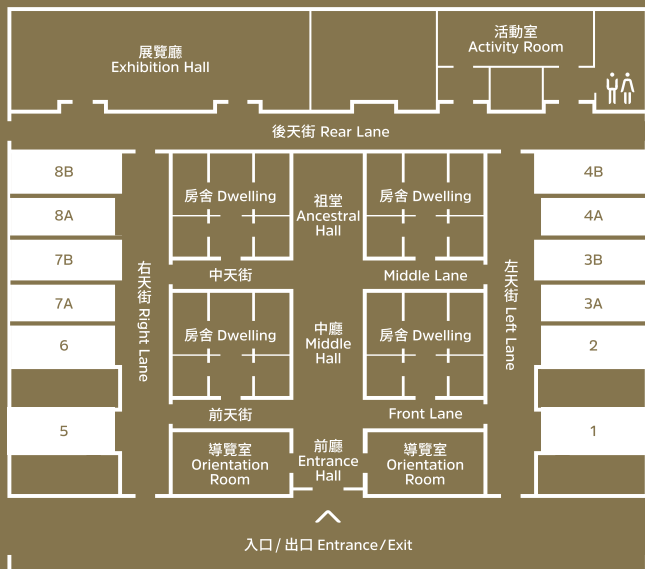 展覽廳
Exhibition Hall
活動室
Activity Room
後天街 Rear Lane
8B
8A
7B
7A
6
5
右天街 Right Lane
房舍 Dwelling
祖堂
Ancestral
Hall
房舍 Dwelling
中天街
Middle Lane
房舍 Dwelling
中廳
Middle
Hall
房舍 Dwelling
前天街
Front Lane
導覽室
Orientation
Room
前廳
Entrance
Hall
導覽室
Orientation
Room
左天街 Left Lane
4B
4A
3B
3A
2
1
入口 / 出口 Entrance/Exit